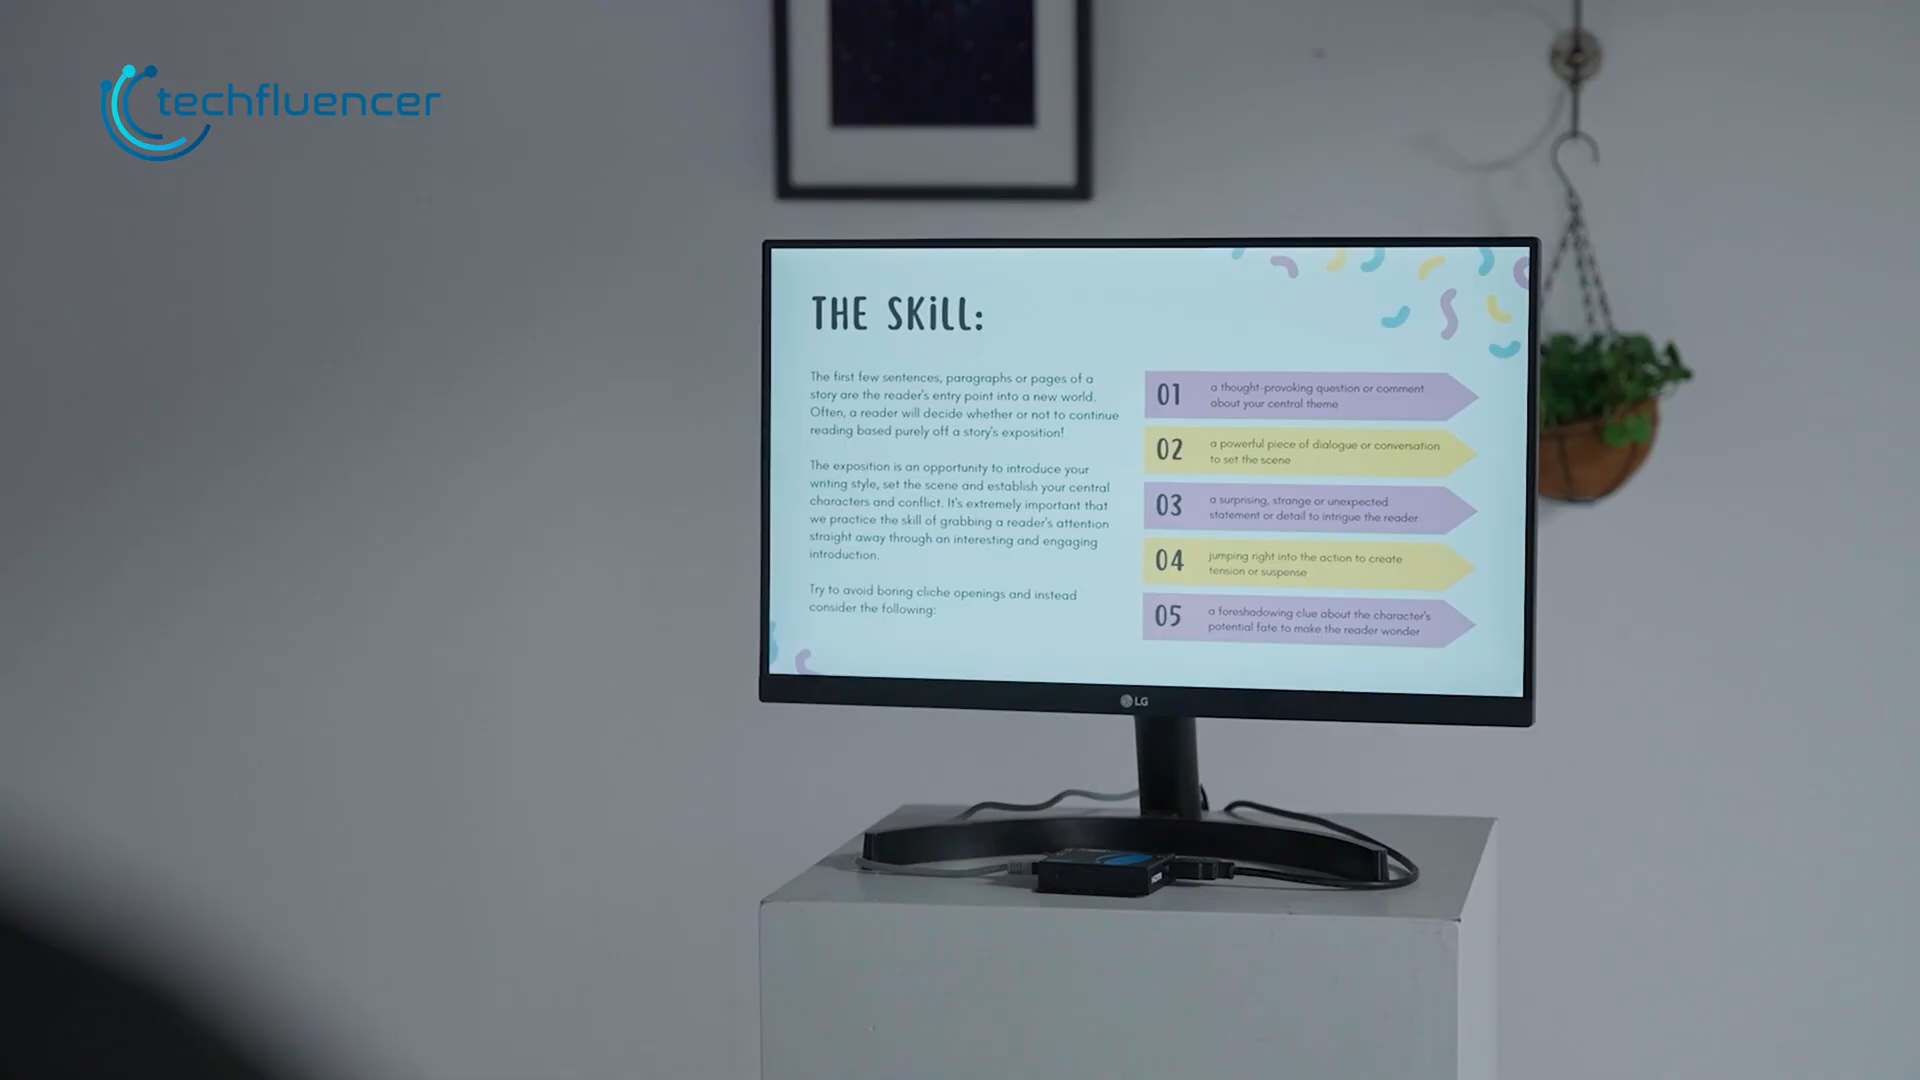 techfluencer
THE SKiLL:
The first few sentences, paragraphs or pages of a
story are the reader's entry point into a new world.
Often, a reader will decide whether or not to continue
reading based purely off a story's exposition!
The exposition is an opportunity to introduce your
writing style, set the scene and establish your central
characters and conflict. It's extremely important that
we practice the skill of grabbing a reader's attention
straight away through an interesting and engaging
introduction.
Try to avoid boring cliche openings and instead
consider the following:
01 a thought-provoking question or comment
about your central theme
02 a powerful piece of dialogue or conversation
to set the scene
03 a surprising, strange or unexpected
statement or detail to intrigue the reader
04 jumping right into the action to create
tension or suspense
05 a foreshadowing clue about the character's
potential fate to make the reader wonder
LG